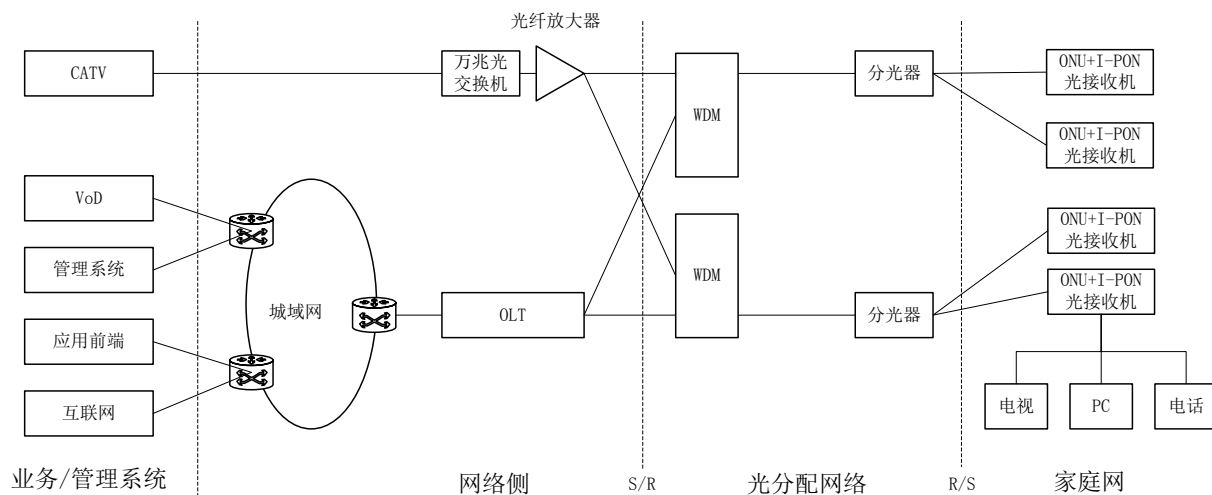 光纤放大器
CATV
万兆光
交换机
WDM
分光器
ONU+I-PON
光接收机
ONU+I-PON
光接收机
VoD
管理系统
城域网
OLT
WDM
分光器
ONU+I-PON
光接收机
ONU+I-PON
光接收机
应用前端
互联网
电视
PC
电话
业务/管理系统
网络侧
S/R
光分配网络
R/S
家庭网